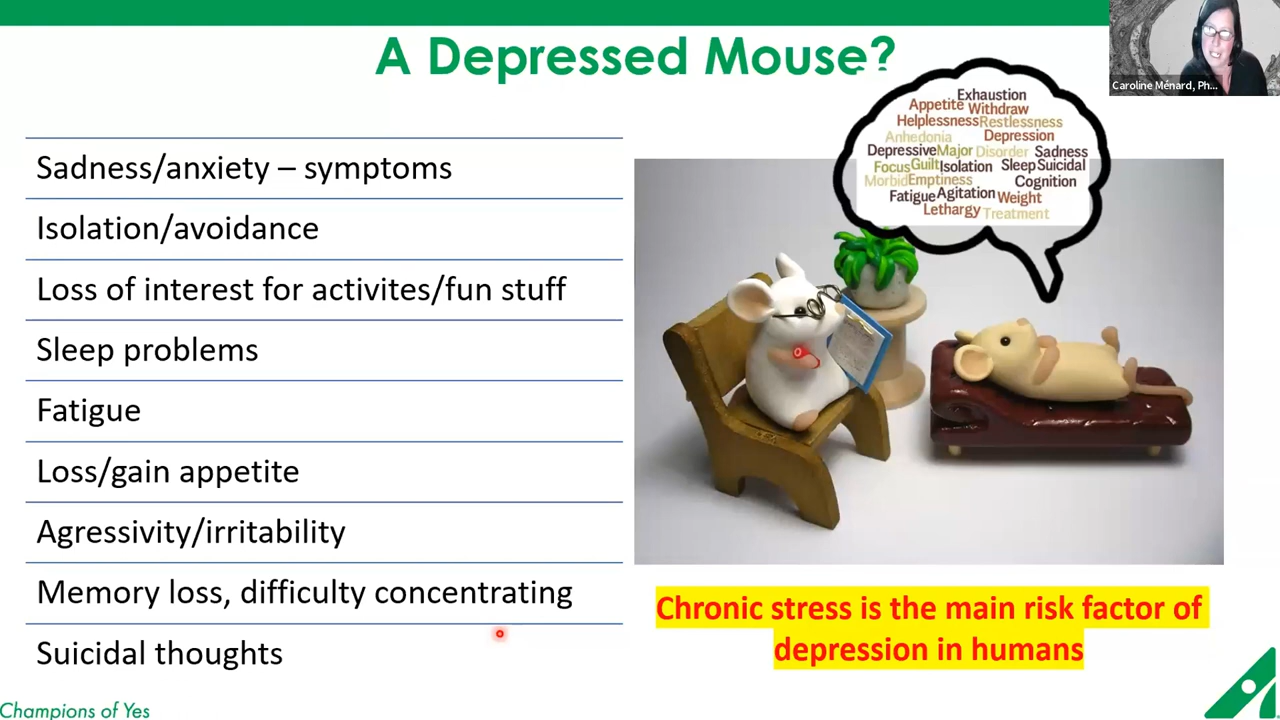 A Depressed Mouse?
Caroline Ménard, Ph...
Sadness/anxiety – symptoms
Isolation/avoidance
Loss of interest for activites/fun stuff
Sleep problems
Fatigue
Loss/gain appetite
Agressivity/irritability
Memory loss, difficulty concentrating
Suicidal thoughts
Exhaustion
Appetite Withdraw
Helplessness Restlessness
Anhedonia Depression
Depressive Major Disorder Sadness
Focus Guilt Isolation Sleep Suicidal
Morbid Emptiness Cognition
Fatigue Agitation Weight
Lethargy Treatment
Chronic stress is the main risk factor of
depression in humans
Champions of Yes